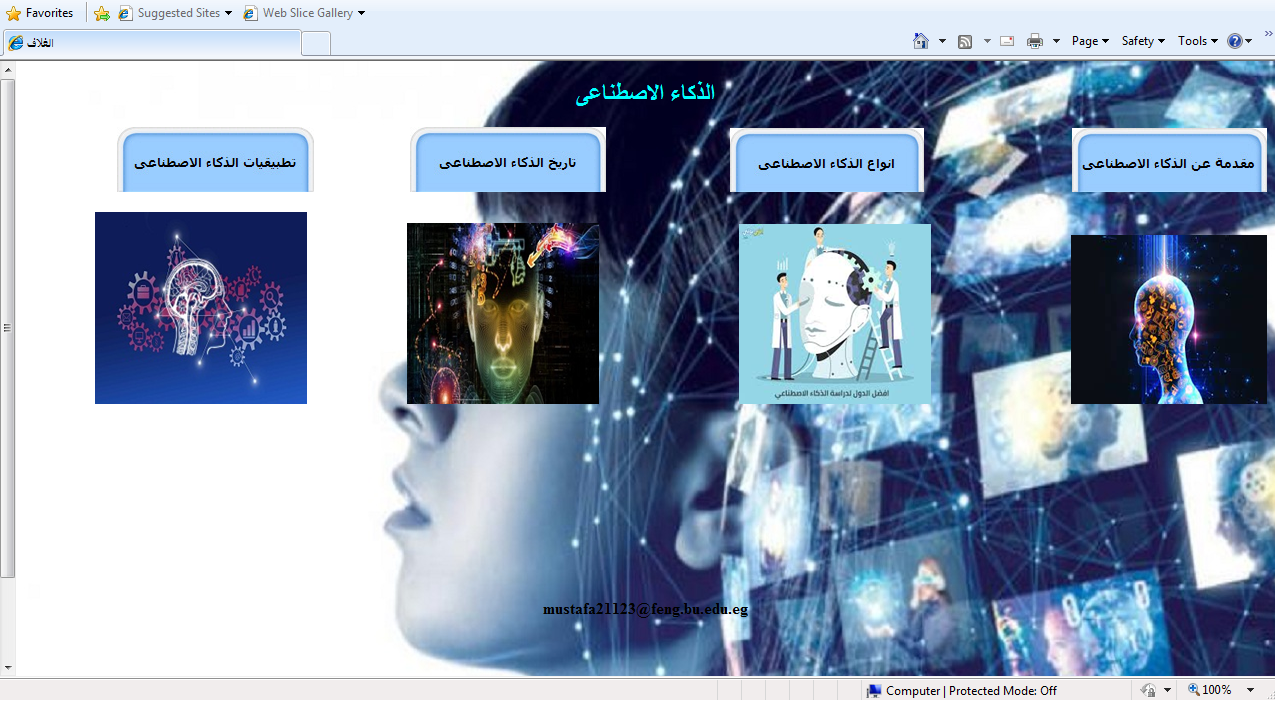 Favorites
Suggested Sites
Web Slice Gallery
الغلاف
Page
Safety
Tools
الذكاء الاصطناعى
مقدمة عن الذكاء الاصطناعى
انواع الذكاء الاصطناعى
تاريخ الذكاء الاصطناعى
تطبيقيات الذكاء الاصطناعى
افضل الدول لدراسة الذكاء الاصطناعي
mustafa21123@feng.bu.edu.eg
Computer | Protected Mode: Off
100%